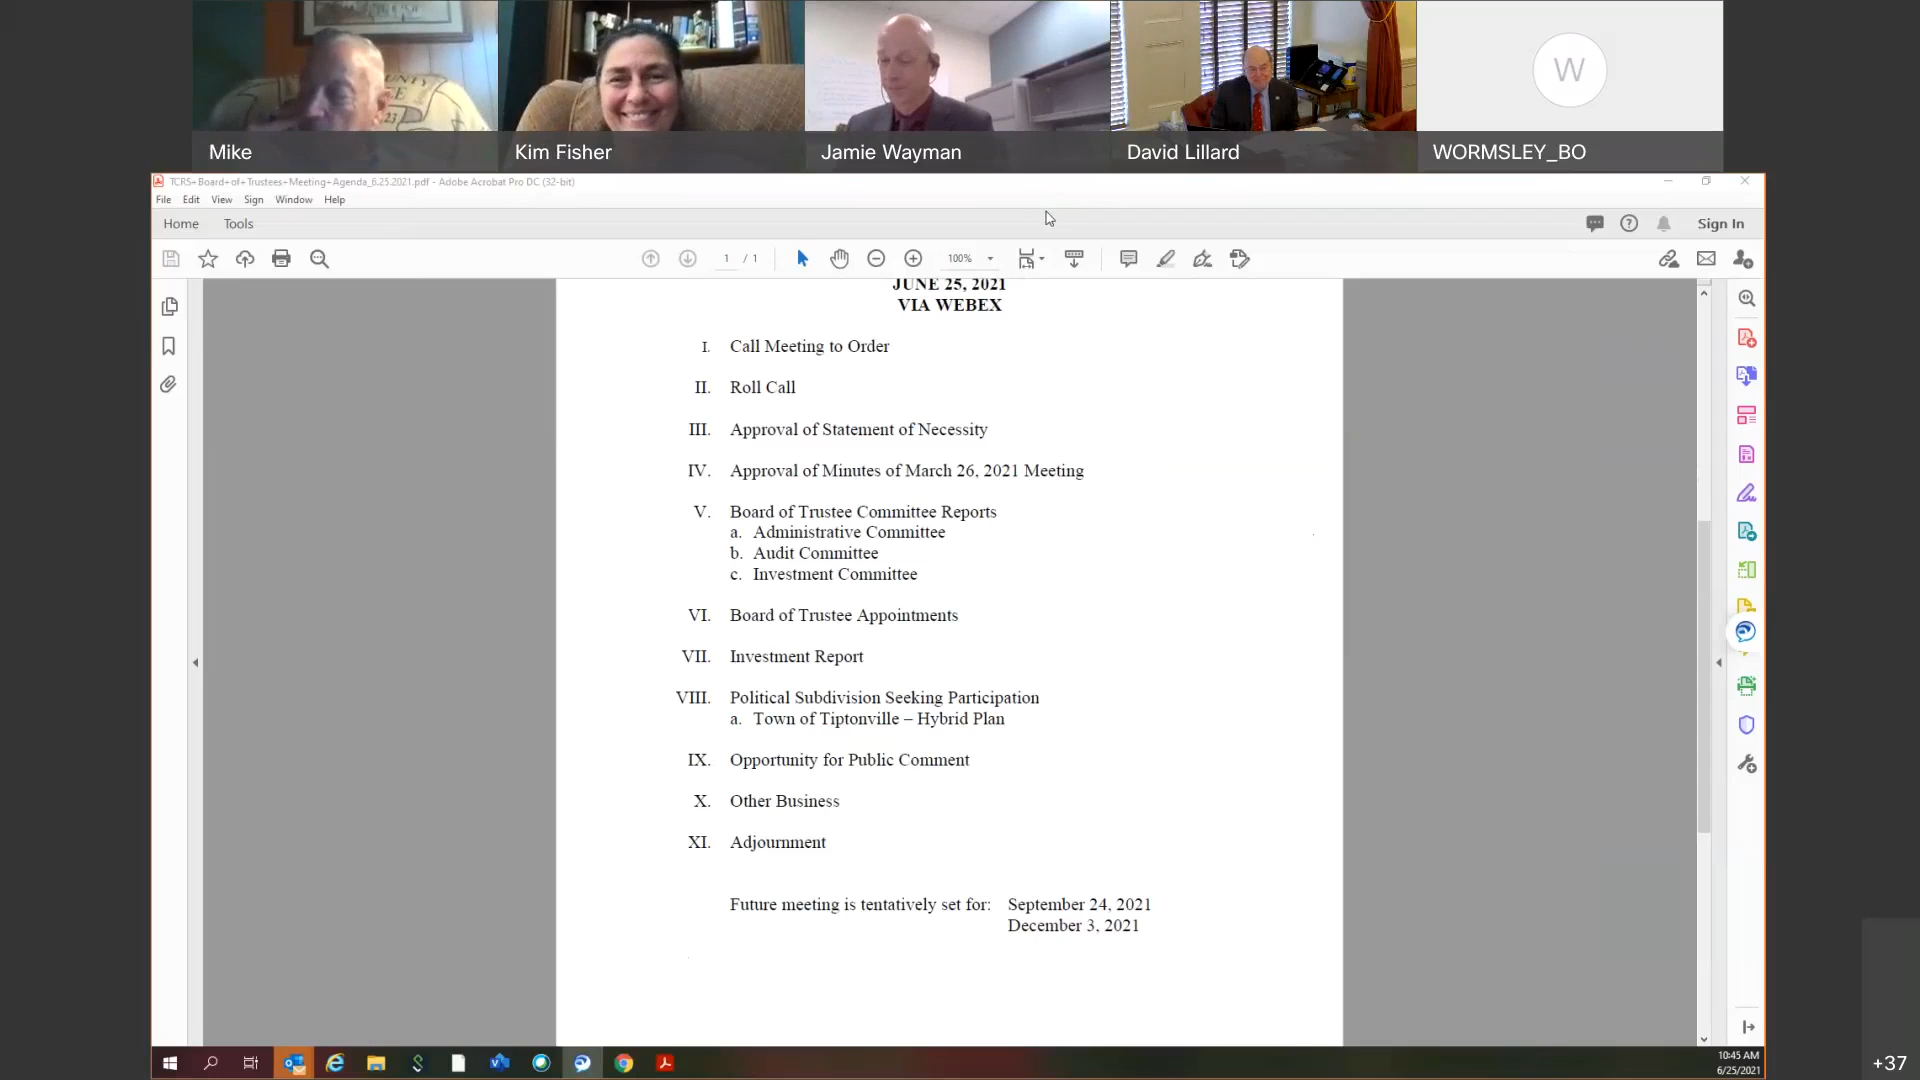 W
Mike
Kim Fisher
Jamie Wayman
David Lillard
WORMSLEY_BO
TCRS+Board+of+Trustees+Meeting+Agenda_6.25.2021.pdf - Adobe Acrobat Pro DC (32-bit)
File Edit View Sign Window Help
Home Tools Sign In
1 / 1 100%
JUNE 25, 2021
VIA WEBEX
I. Call Meeting to Order
II. Roll Call
III. Approval of Statement of Necessity
IV. Approval of Minutes of March 26, 2021 Meeting
V. Board of Trustee Committee Reports
a. Administrative Committee
b. Audit Committee
c. Investment Committee
VI. Board of Trustee Appointments
VII. Investment Report
VIII. Political Subdivision Seeking Participation
a. Town of Tiptonville – Hybrid Plan
IX. Opportunity for Public Comment
X. Other Business
XI. Adjournment
Future meeting is tentatively set for: September 24, 2021
December 3, 2021
10:45 AM
6/25/2021
+37